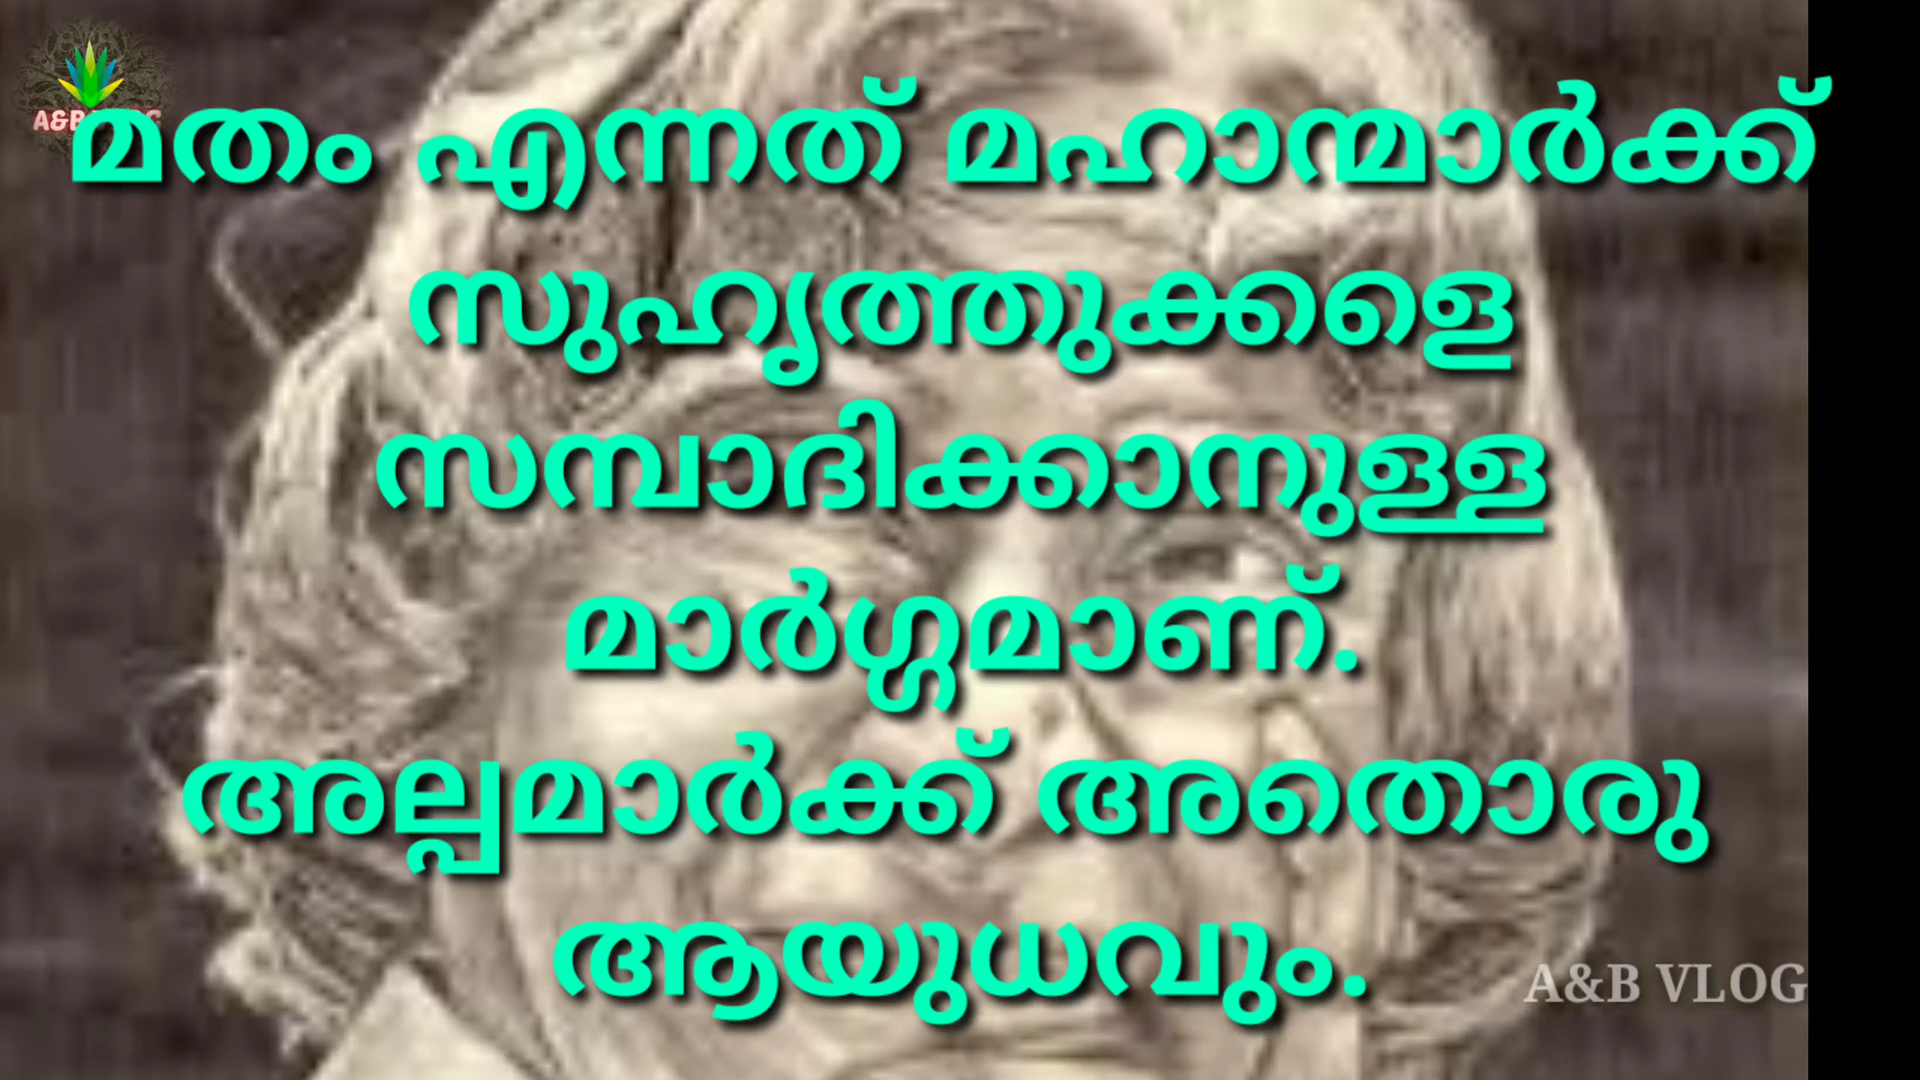 മതം എന്നത് മഹാന്മാർക്ക്
സുഹൃത്തുക്കളെ
സമ്പാദിക്കാനുള്ള
മാർഗ്ഗമാണ്.
അല്പമാർക്ക് അതൊരു
ആയുധവും.
A&B VLOG